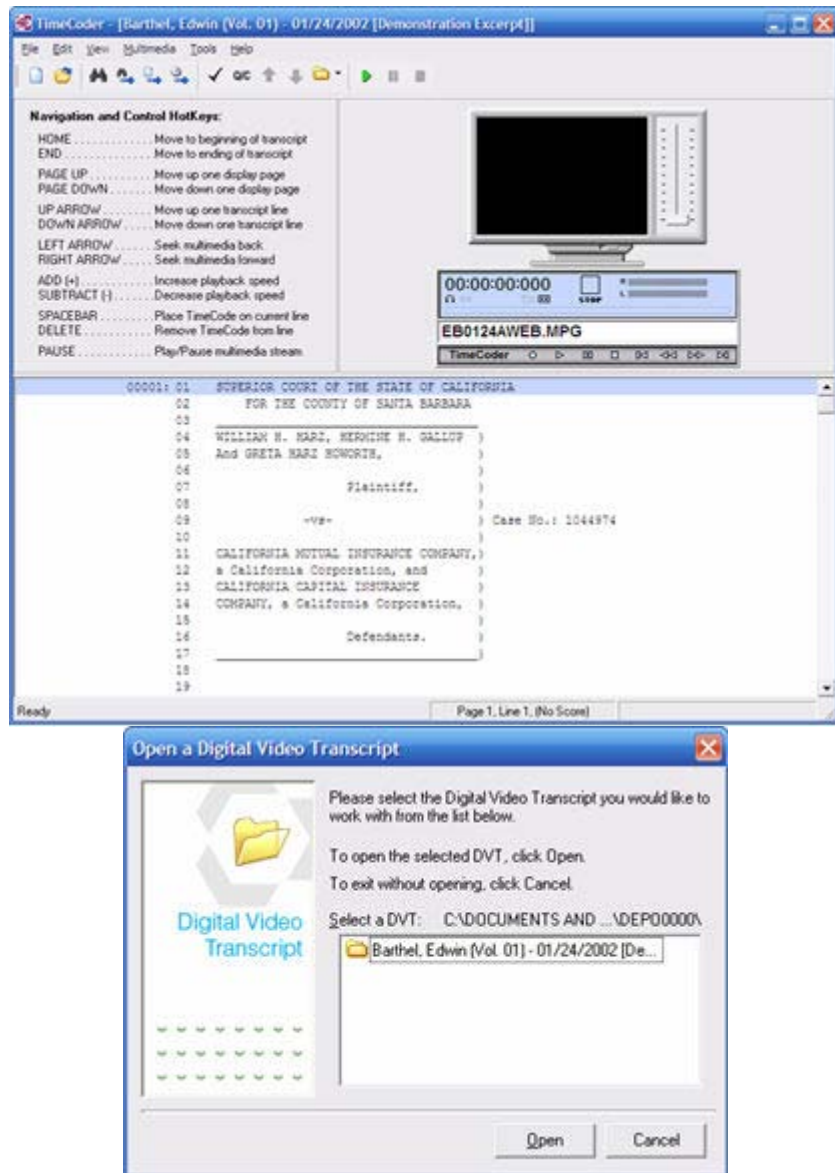 TimeCoder - [Barthel, Edwin (Vol. 01) - 01/24/2002 [Demonstration Excerpt]]
File Edit View Multimedia Tools Help
Q/C
Navigation and Control HotKeys:
HOME . . . . . . . . . . . . . Move to beginning of transcript
END . . . . . . . . . . . . . . . Move to ending of transcript
PAGE UP . . . . . . . . . . Move up one display page
PAGE DOWN . . . . . . . Move down one display page
UP ARROW . . . . . . . . . Move up one transcript line
DOWN ARROW . . . . . Move down one transcript line
LEFT ARROW . . . . . . Seek multimedia back
RIGHT ARROW . . . . . Seek multimedia forward
ADD (+) . . . . . . . . . . . . Increase playback speed
SUBTRACT (-) . . . . . . Decrease playback speed
SPACEBAR . . . . . . . . Place TimeCode on current line
DELETE . . . . . . . . . . . Remove TimeCode from line
PAUSE . . . . . . . . . . . . Play/Pause multimedia stream
00:00:00:000
STOP
EB0124AWEB.MPG
TimeCoder
00001: 01 SUPERIOR COURT OF THE STATE OF CALIFORNIA
02 FOR THE COUNTY OF SANTA BARBARA
03
04 WILLIAM H. HARZ, HERMINE H. GALLUP )
05 And GRETA HARZ HOWORTH, )
06 )
07 Plaintiff, )
08 )
09 -vs- ) Case No.: 1044974
10 )
11 CALIFORNIA MUTUAL INSURANCE COMPANY,)
12 a California Corporation, and )
13 CALIFORNIA CAPITAL INSURANCE )
14 COMPANY, a California Corporation, )
15 )
16 Defendants. )
17 )
18
19
Ready Page 1, Line 1, (No Score)
Open a Digital Video Transcript
Please select the Digital Video Transcript you would like to
work with from the list below.
To open the selected DVT, click Open.
To exit without opening, click Cancel.
Digital Video
Transcript
Select a DVT: C:\DOCUMENTS AND ...\DEPO0000\
Barthel, Edwin (Vol. 01) - 01/24/2002 [De...
Open Cancel